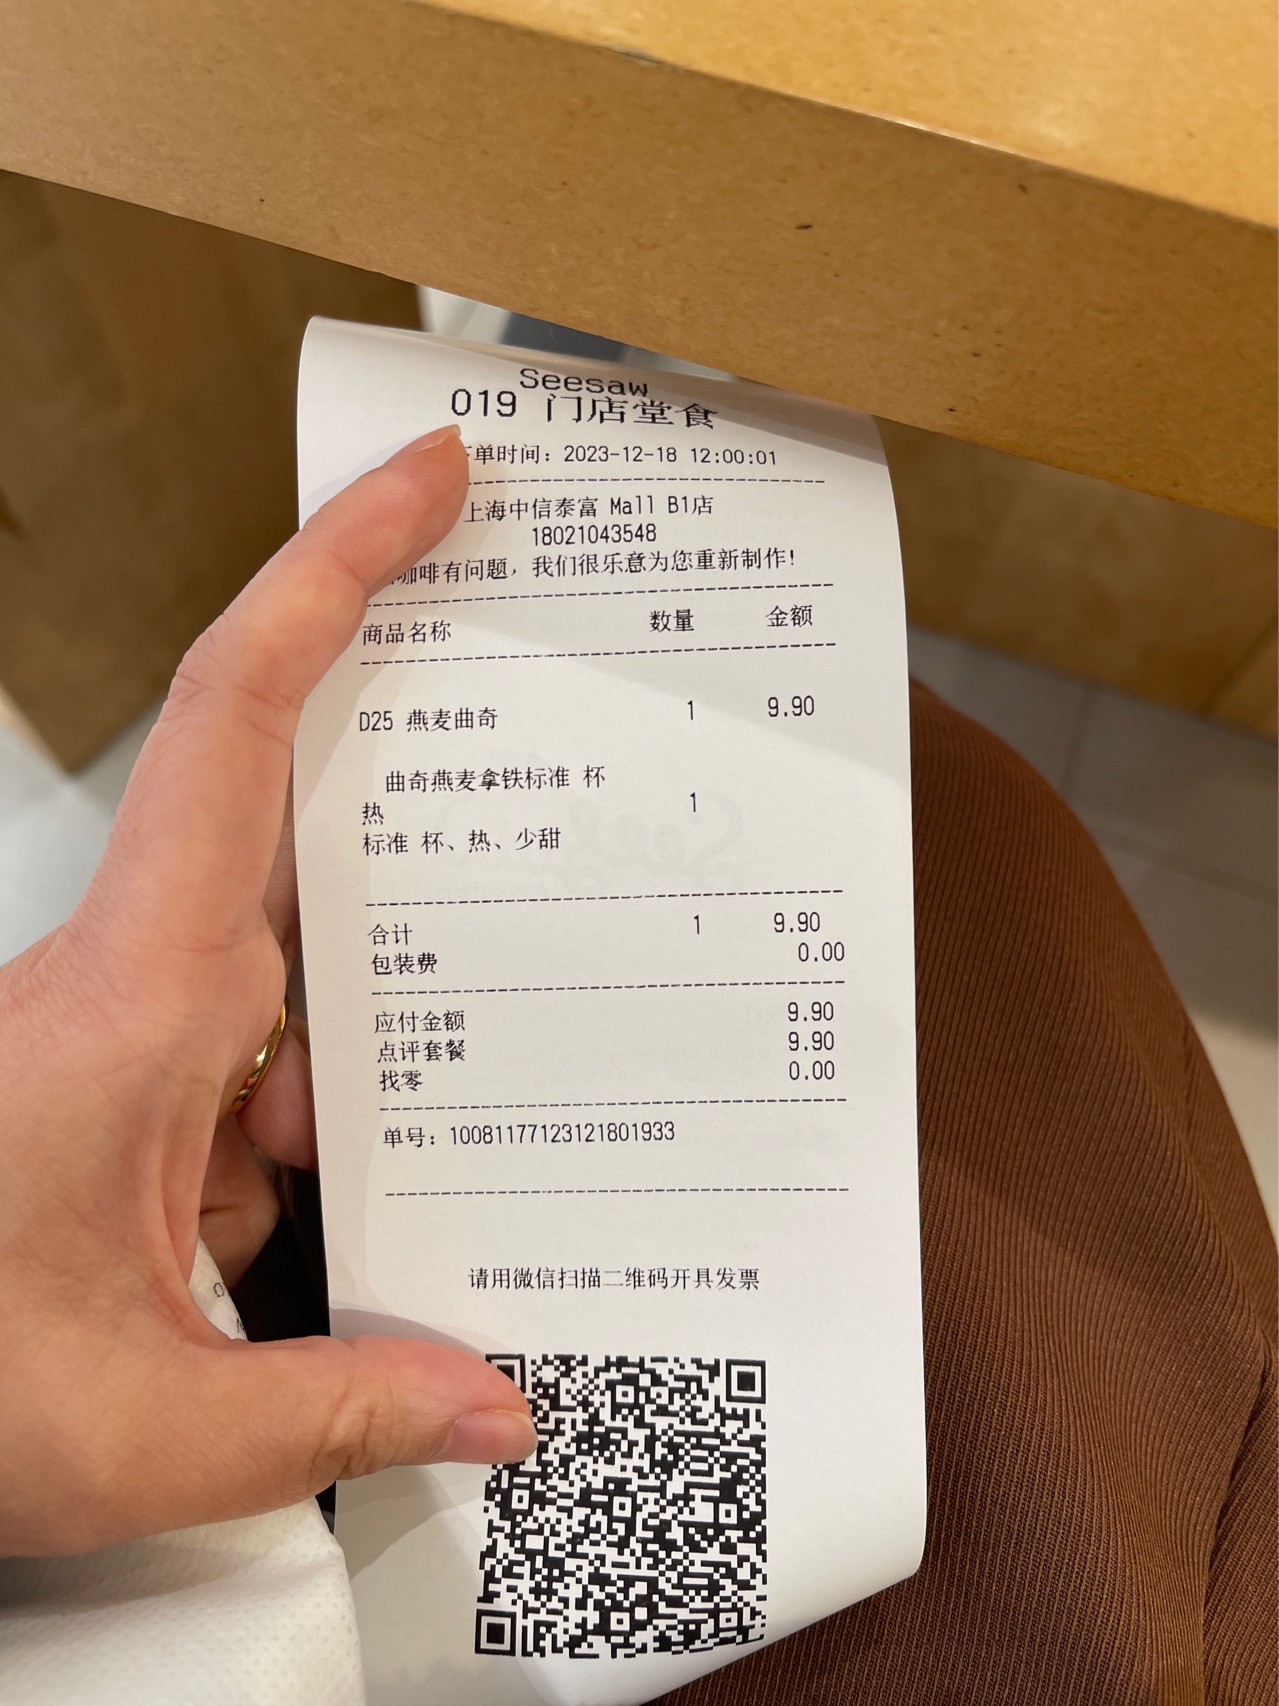 Seesaw
019 门店堂食
下单时间：2023-12-18 12:00:01
上海中信泰富 Mall B1店
18021043548
咖啡有问题，我们很乐意为您重新制作！
商品名称 数量 金额
D25 燕麦曲奇 1 9.90
曲奇燕麦拿铁标准 杯
热 1
标准 杯、热、少甜
合计 1 9.90
包装费 0.00
应付金额 9.90
点评套餐 9.90
找零 0.00
单号：10081177123121801933
请用微信扫描二维码开具发票